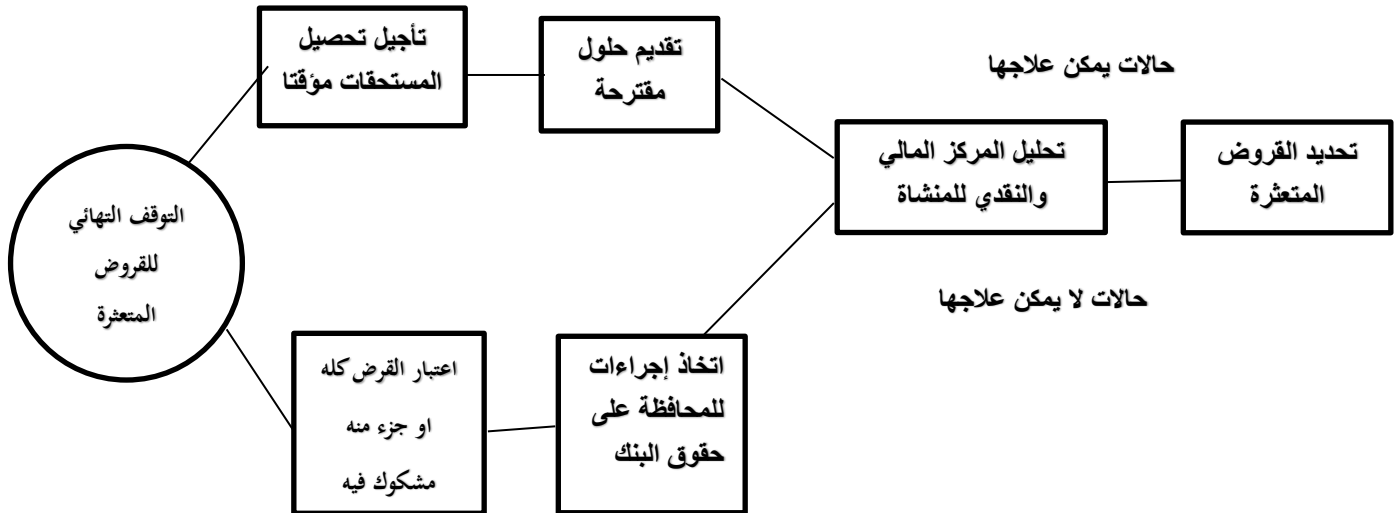 تحديد القروض
المتعثرة
تحليل المركز المالي
والنقدي للمنشاة
حالات يمكن علاجها
تقديم حلول
مقترحة
تأجيل تحصيل
المستحقات مؤقتا
حالات لا يمكن علاجها
اتخاذ إجراءات
للمحافظة على
حقوق البنك
اعتبار القرض كله
او جزء منه
مشكوك فيه
التوقف التهائي
للقروض
المتعثرة